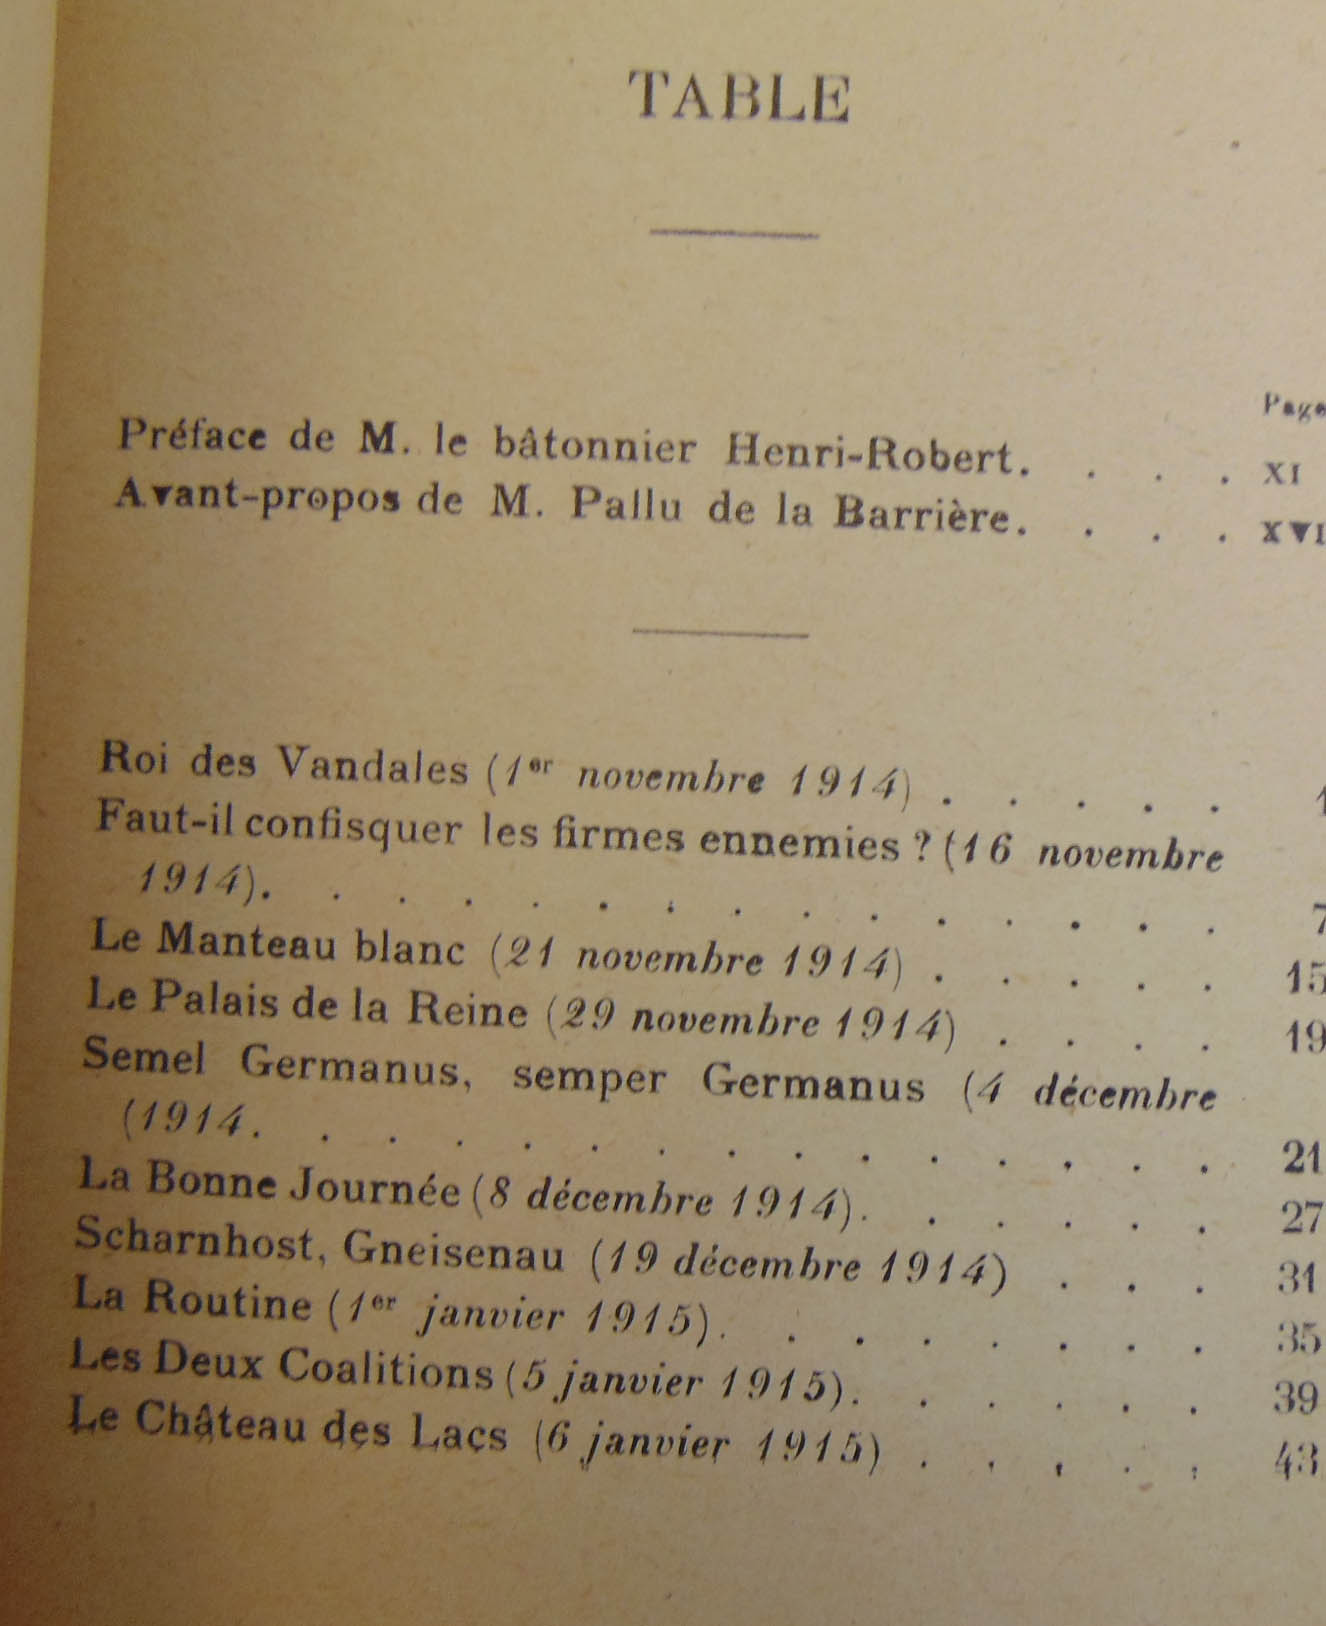 TABLE
Page
Préface de M. le bâtonnier Henri-Robert. . . . XI
Avant-propos de M. Pallu de la Barrière. . . . XVI
Roi des Vandales (1er novembre 1914) . . . . . 1
Faut-il confisquer les firmes ennemies ? (16 novembre
1914). . . . . . . . . . . . . . . 7
Le Manteau blanc (21 novembre 1914) . . . . . 15
Le Palais de la Reine (29 novembre 1914) . . . . 19
Semel Germanus, semper Germanus (4 décembre
(1914. . . . . . . . . . . . . . . 21
La Bonne Journée (8 décembre 1914). . . . . . 27
Scharnhost, Gneisenau (19 décembre 1914) . . . 31
La Routine (1er janvier 1915). . . . . . . . 35
Les Deux Coalitions (5 janvier 1915). . . . . . 39
Le Château des Lacs (6 janvier 1915) . . . . . 43